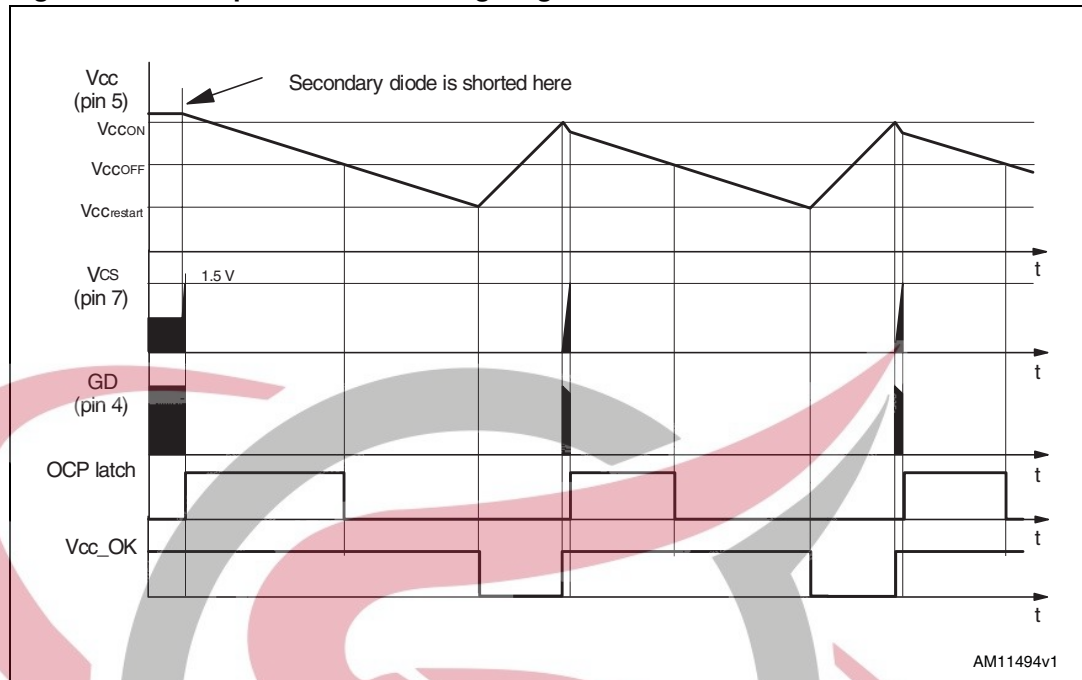 Secondary diode is shorted here
Vcc
(pin 5)
VCCON
VCCOFF
VCCrestart
t
VCS
(pin 7)
1.5 V
t
GD
(pin 4)
t
OCP latch
t
Vcc_OK
t
AM11494v1